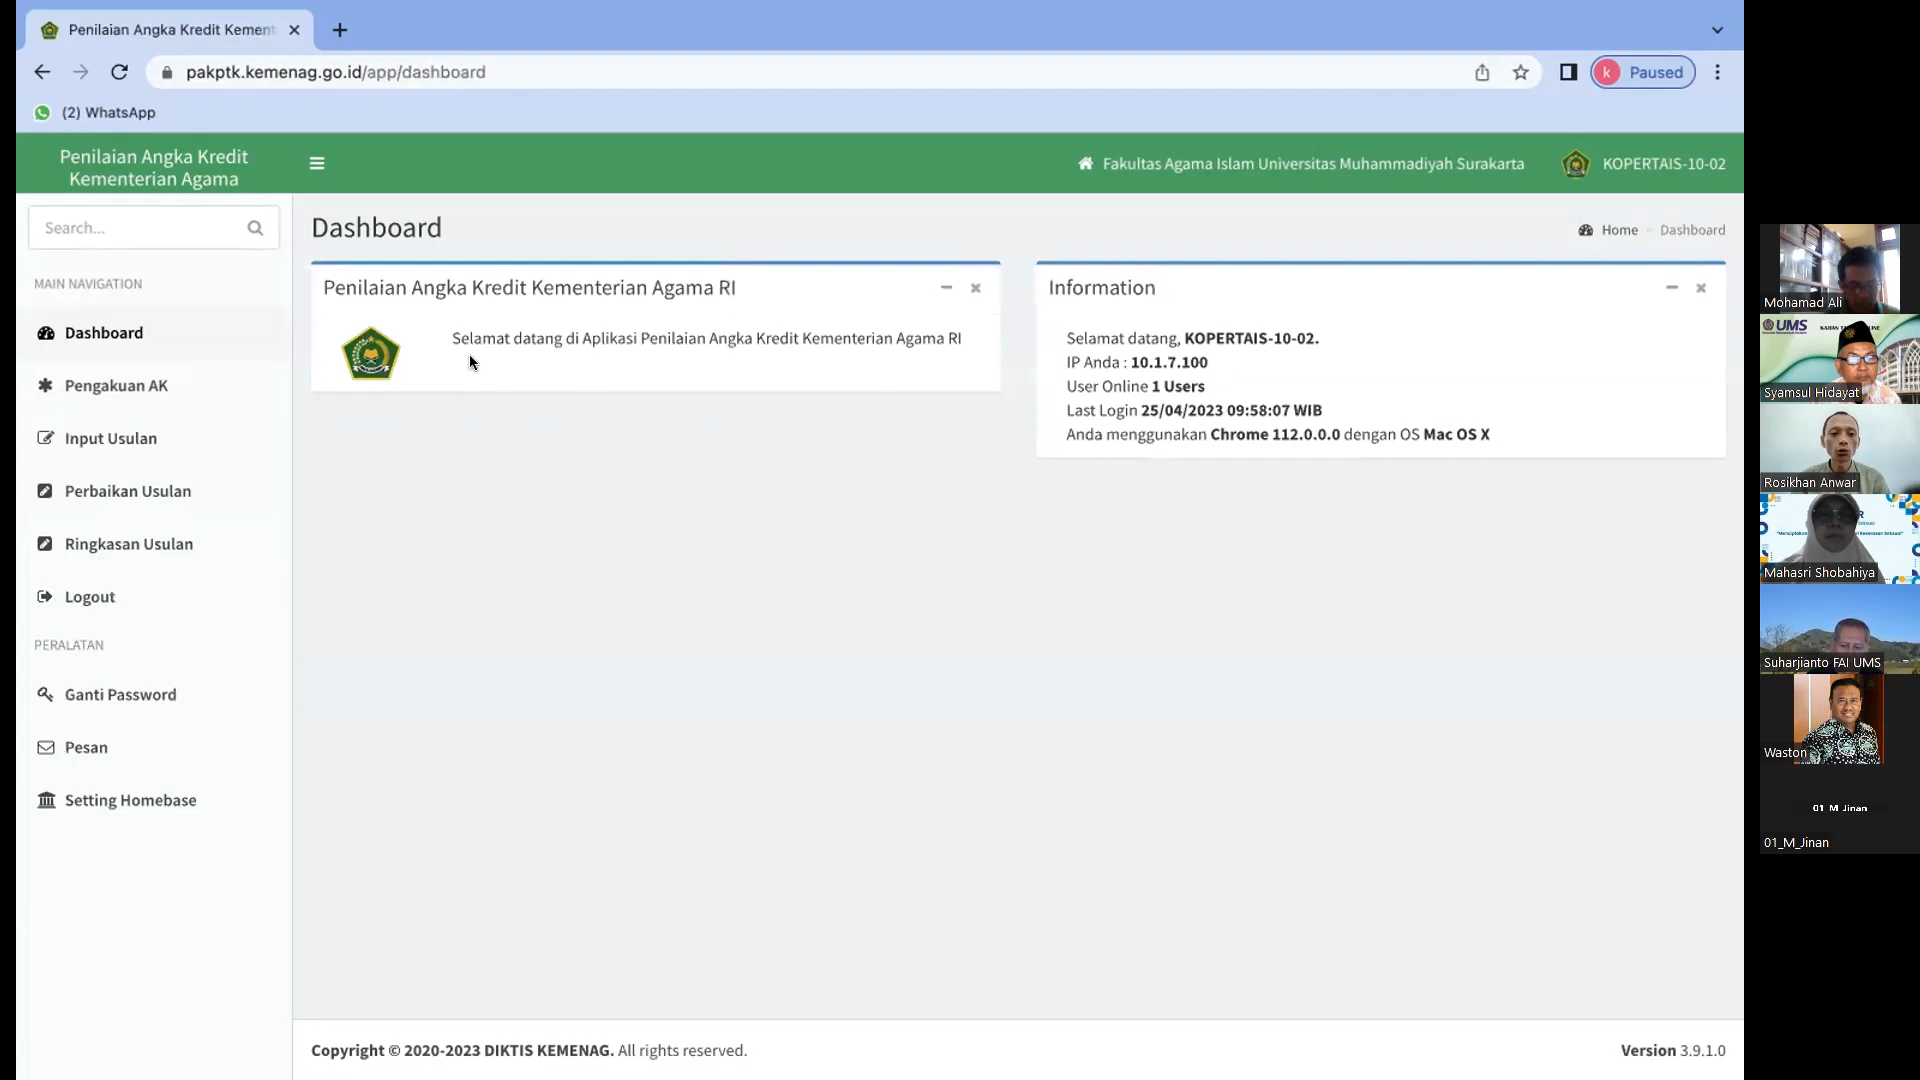 Penilaian Angka Kredit Kement
pakptk.kemenag.go.id/app/dashboard
k Paused
(2) WhatsApp
Penilaian Angka Kredit
Kementerian Agama
Fakultas Agama Islam Universitas Muhammadiyah Surakarta
KOPERTAIS-10-02
Search...
MAIN NAVIGATION
Dashboard
Pengakuan AK
Input Usulan
Perbaikan Usulan
Ringkasan Usulan
Logout
PERALATAN
Ganti Password
Pesan
Setting Homebase
Dashboard
Home
Dashboard
Penilaian Angka Kredit Kementerian Agama RI
Selamat datang di Aplikasi Penilaian Angka Kredit Kementerian Agama RI
Information
Selamat datang, KOPERTAIS-10-02.
IP Anda : 10.1.7.100
User Online 1 Users
Last Login 25/04/2023 09:58:07 WIB
Anda menggunakan Chrome 112.0.0.0 dengan OS Mac OS X
Copyright © 2020-2023 DIKTIS KEMENAG. All rights reserved.
Version 3.9.1.0
Mohamad Ali
UMS
Syamsul Hidayat
Rosikhan Anwar
Mahasri Shobahiya
Suharjianto FAI UMS
Waston
01_M_Jinan
01_M_Jinan